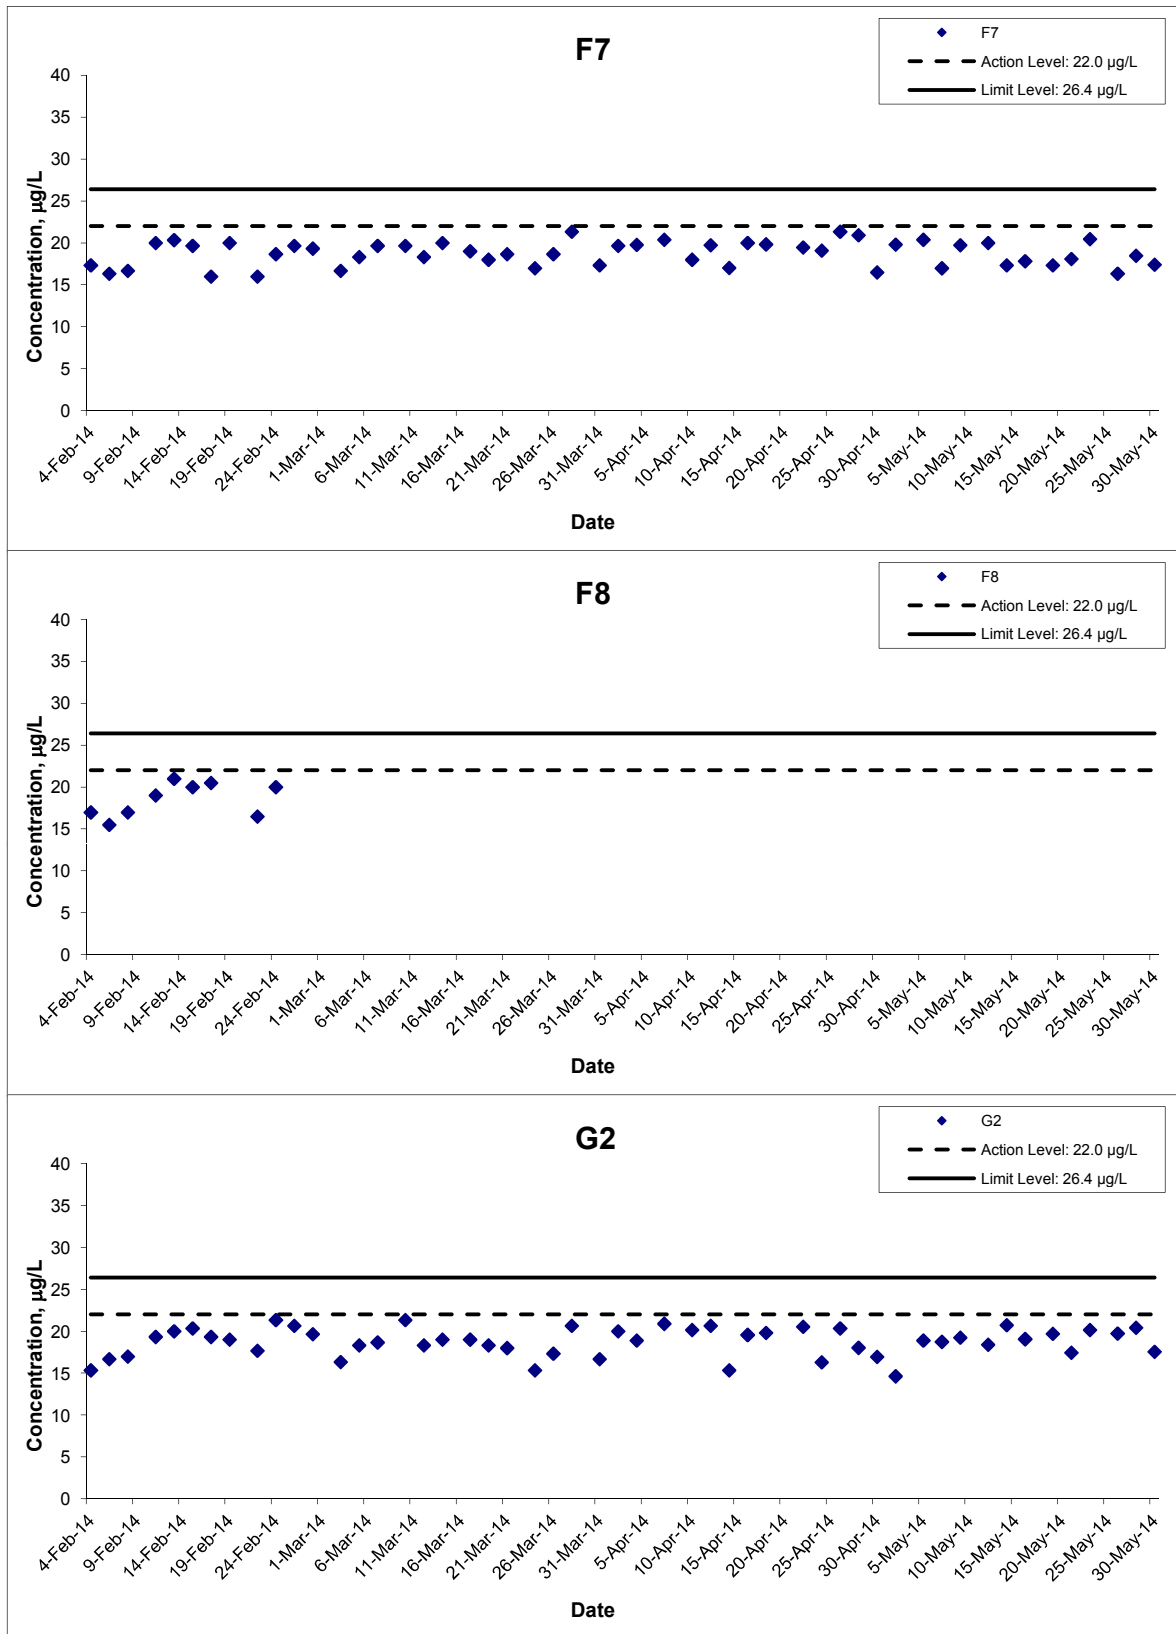 F7
F7
Action Level: 22.0 µg/L
Limit Level: 26.4 µg/L
40
35
30
25
20
15
10
5
0
Concentration, µg/L
4-Feb-14
9-Feb-14
14-Feb-14
19-Feb-14
24-Feb-14
1-Mar-14
6-Mar-14
11-Mar-14
16-Mar-14
21-Mar-14
26-Mar-14
31-Mar-14
5-Apr-14
10-Apr-14
15-Apr-14
20-Apr-14
25-Apr-14
30-Apr-14
5-May-14
10-May-14
15-May-14
20-May-14
25-May-14
30-May-14
Date
F8
F8
Action Level: 22.0 µg/L
Limit Level: 26.4 µg/L
40
35
30
25
20
15
10
5
0
Concentration, µg/L
4-Feb-14
9-Feb-14
14-Feb-14
19-Feb-14
24-Feb-14
1-Mar-14
6-Mar-14
11-Mar-14
16-Mar-14
21-Mar-14
26-Mar-14
31-Mar-14
5-Apr-14
10-Apr-14
15-Apr-14
20-Apr-14
25-Apr-14
30-Apr-14
5-May-14
10-May-14
15-May-14
20-May-14
25-May-14
30-May-14
Date
G2
G2
Action Level: 22.0 µg/L
Limit Level: 26.4 µg/L
40
35
30
25
20
15
10
5
0
Concentration, µg/L
4-Feb-14
9-Feb-14
14-Feb-14
19-Feb-14
24-Feb-14
1-Mar-14
6-Mar-14
11-Mar-14
16-Mar-14
21-Mar-14
26-Mar-14
31-Mar-14
5-Apr-14
10-Apr-14
15-Apr-14
20-Apr-14
25-Apr-14
30-Apr-14
5-May-14
10-May-14
15-May-14
20-May-14
25-May-14
30-May-14
Date